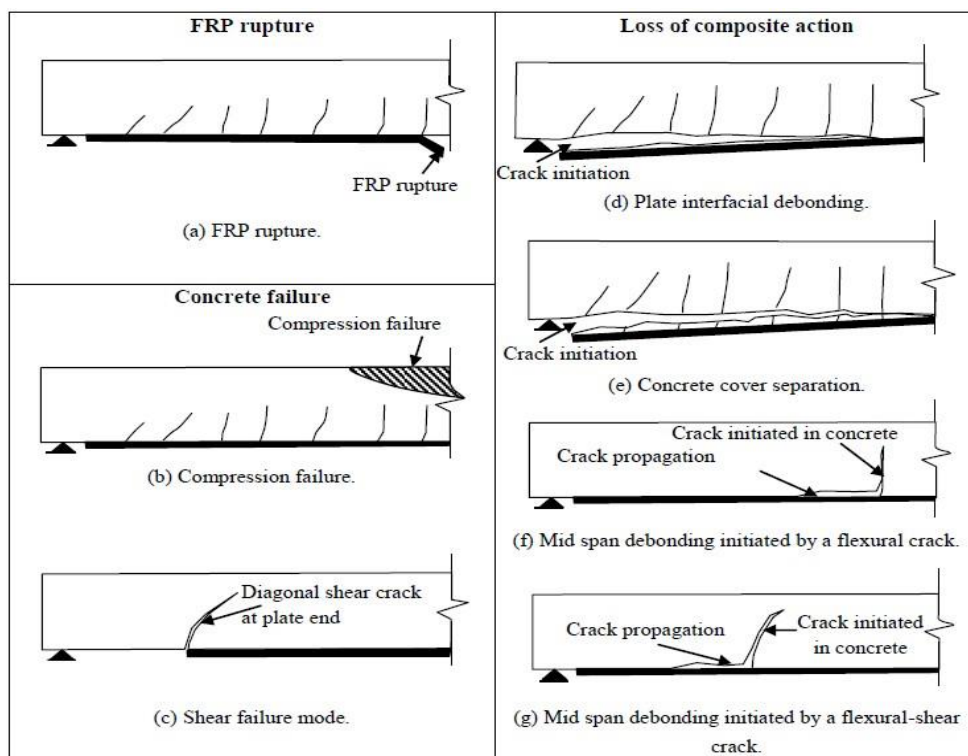 FRP rupture
FRP rupture
(a) FRP rupture.
Concrete failure
Compression failure
(b) Compression failure.
Diagonal shear crack
at plate end
(c) Shear failure mode.
Loss of composite action
Crack initiation
(d) Plate interfacial debonding.
Crack initiation
(e) Concrete cover separation.
Crack initiated in concrete
Crack propagation
(f) Mid span debonding initiated by a flexural crack.
Crack propagation
Crack initiated
in concrete
(g) Mid span debonding initiated by a flexural-shear
crack.